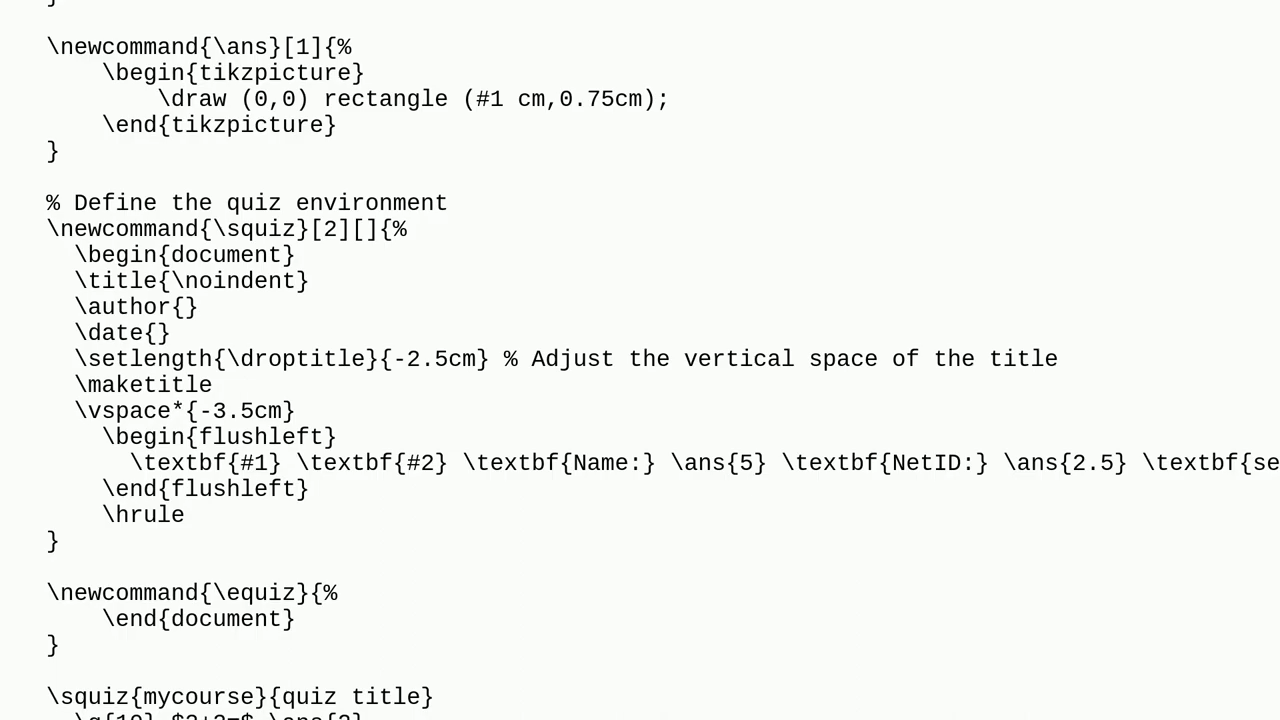 }
\newcommand{\ans}[1]{%
\begin{tikzpicture}
\draw (0,0) rectangle (#1 cm,0.75cm);
\end{tikzpicture}
}
% Define the quiz environment
\newcommand{\squiz}[2][]{%
\begin{document}
\title{\noindent}
\author{}
\date{}
\setlength{\droptitle}{-2.5cm} % Adjust the vertical space of the title
\maketitle
\vspace*{-3.5cm}
\begin{flushleft}
\textbf{#1} \textbf{#2} \textbf{Name:} \ans{5} \textbf{NetID:} \ans{2.5} \textbf{se
\end{flushleft}
\hrule
}
\newcommand{\equiz}{%
\end{document}
}
\squiz{mycourse}{quiz title}